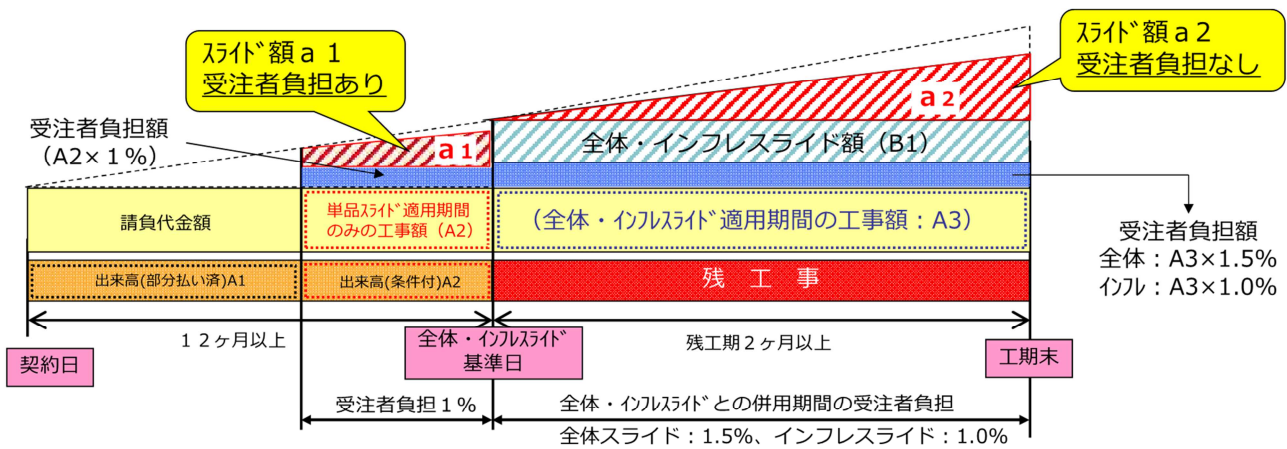 ｽﾗｲﾄﾞ額ａ１
受注者負担あり
ｽﾗｲﾄﾞ額ａ２
受注者負担なし
受注者負担額
（A2×１%）
a1
a2
全体・インフレスライド額（B1）
請負代金額
単品ｽﾗｲﾄﾞ適用期間
のみの工事額（A2）
（全体・ｲﾝﾌﾚｽﾗｲﾄﾞ適用期間の工事額：A3）
受注者負担額
全体：A3×1.5%
ｲﾝﾌﾚ：A3×1.0%
出来高(部分払い済)A1
出来高(条件付)A2
残　工　事
１２ヶ月以上
残工期２ヶ月以上
契約日
全体・ｲﾝﾌﾚｽﾗｲﾄﾞ
基準日
工期末
受注者負担１%
全体・ｲﾝﾌﾚｽﾗｲﾄﾞとの併用期間の受注者負担
全体スライド：1.5%、インフレスライド：1.0%